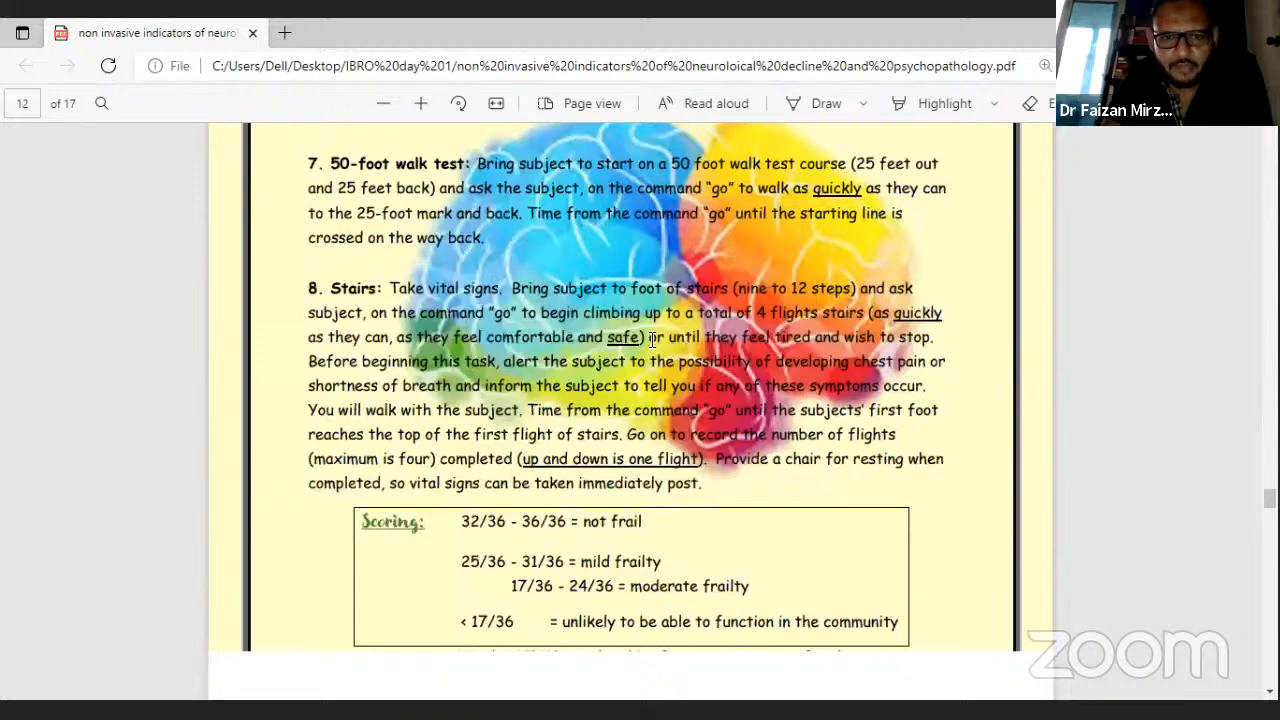 non invasive indicators of neuro
File C:/Users/Dell/Desktop/IBRO%20day%201/non%20invasive%20indicators%20of%20neuroloical%20decline%20and%20psychopathology.pdf
12 of 17 Page view Read aloud Draw Highlight
Dr Faizan Mirz...
7. 50-foot walk test: Bring subject to start on a 50 foot walk test course (25 feet out
and 25 feet back) and ask the subject, on the command “go” to walk as quickly as they can
to the 25-foot mark and back. Time from the command “go” until the starting line is
crossed on the way back.
8. Stairs: Take vital signs. Bring subject to foot of stairs (nine to 12 steps) and ask
subject, on the command “go” to begin climbing up to a total of 4 flights stairs (as quickly
as they can, as they feel comfortable and safe) or until they feel tired and wish to stop.
Before beginning this task, alert the subject to the possibility of developing chest pain or
shortness of breath and inform the subject to tell you if any of these symptoms occur.
You will walk with the subject. Time from the command “go” until the subjects’ first foot
reaches the top of the first flight of stairs. Go on to record the number of flights
(maximum is four) completed (up and down is one flight). Provide a chair for resting when
completed, so vital signs can be taken immediately post.
Scoring: 32/36 - 36/36 = not frail
25/36 - 31/36 = mild frailty
17/36 - 24/36 = moderate frailty
< 17/36 = unlikely to be able to function in the community
zoom